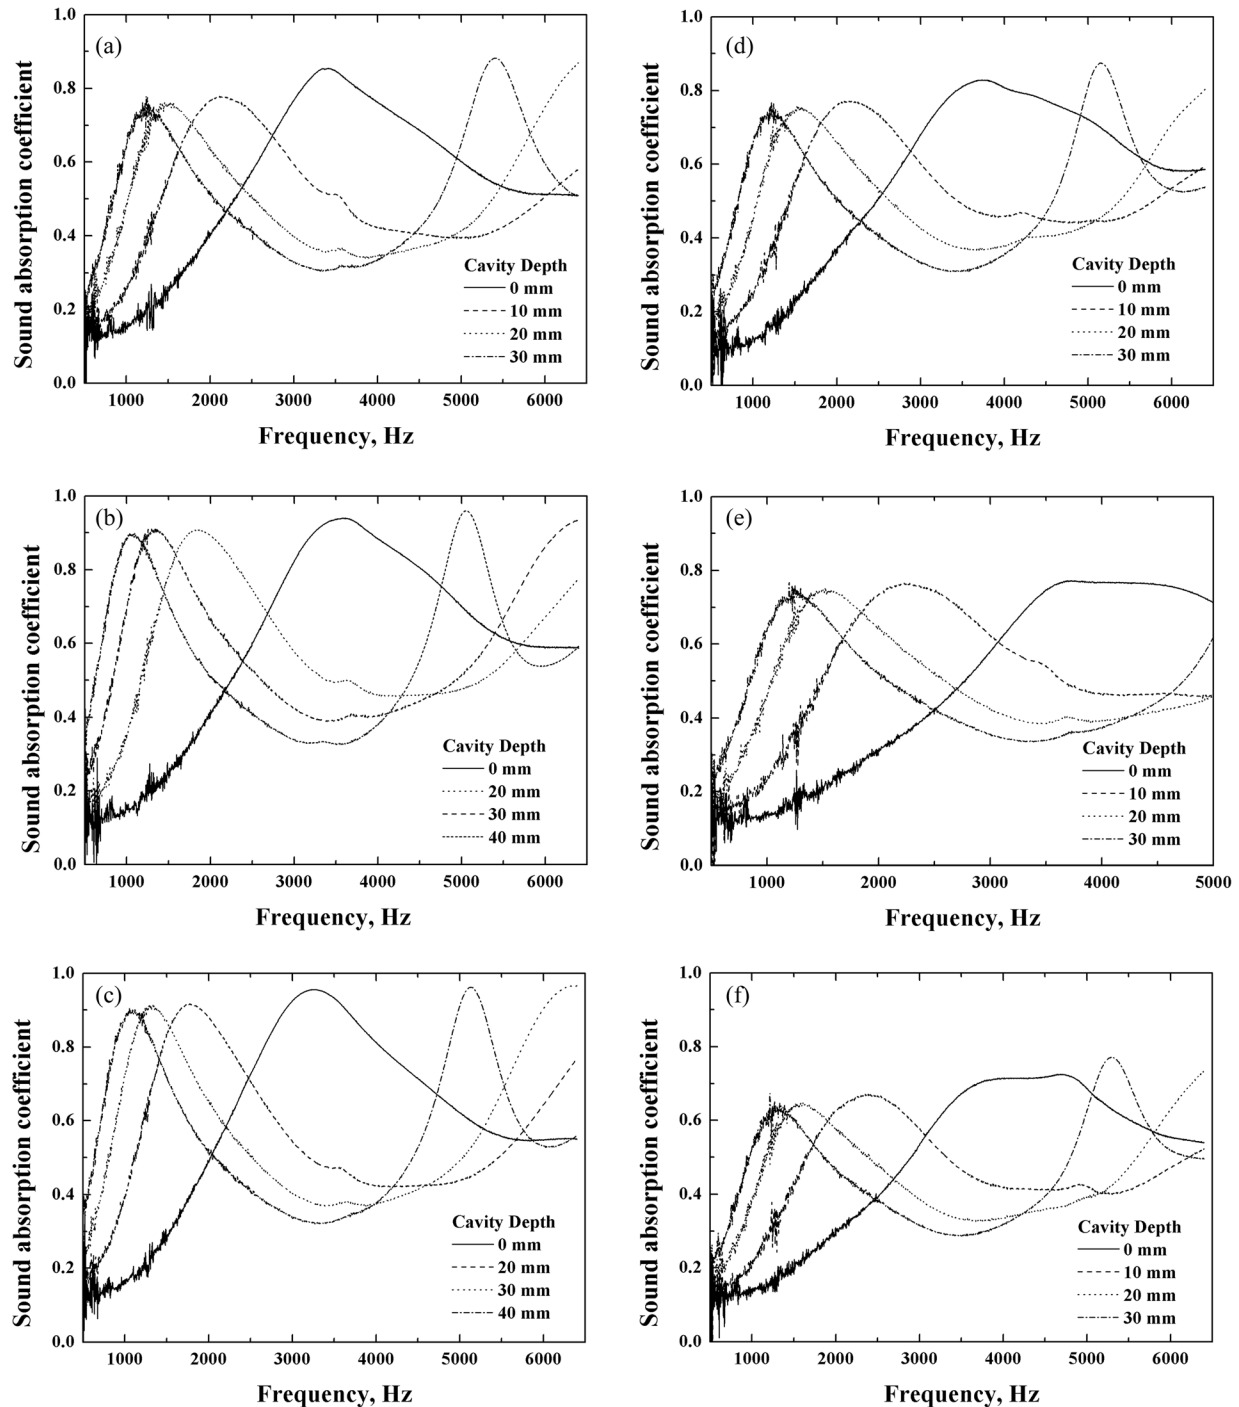 (a)
1.0
0.8
0.6
0.4
0.2
0.0
Sound absorption coefficient
Cavity Depth
0 mm
10 mm
20 mm
30 mm
1000 2000 3000 4000 5000 6000
Frequency, Hz
(d)
1.0
0.8
0.6
0.4
0.2
0.0
Sound absorption coefficient
Cavity Depth
0 mm
10 mm
20 mm
30 mm
1000 2000 3000 4000 5000 6000
Frequency, Hz
(b)
1.0
0.8
0.6
0.4
0.2
0.0
Sound absorption coefficient
Cavity Depth
0 mm
20 mm
30 mm
40 mm
1000 2000 3000 4000 5000 6000
Frequency, Hz
(e)
1.0
0.8
0.6
0.4
0.2
0.0
Sound absorption coefficient
Cavity Depth
0 mm
10 mm
20 mm
30 mm
1000 2000 3000 4000 5000
Frequency, Hz
(c)
1.0
0.8
0.6
0.4
0.2
0.0
Sound absorption coefficient
Cavity Depth
0 mm
20 mm
30 mm
40 mm
1000 2000 3000 4000 5000 6000
Frequency, Hz
(f)
1.0
0.8
0.6
0.4
0.2
0.0
Sound absorption coefficient
Cavity Depth
0 mm
10 mm
20 mm
30 mm
1000 2000 3000 4000 5000 6000
Frequency, Hz